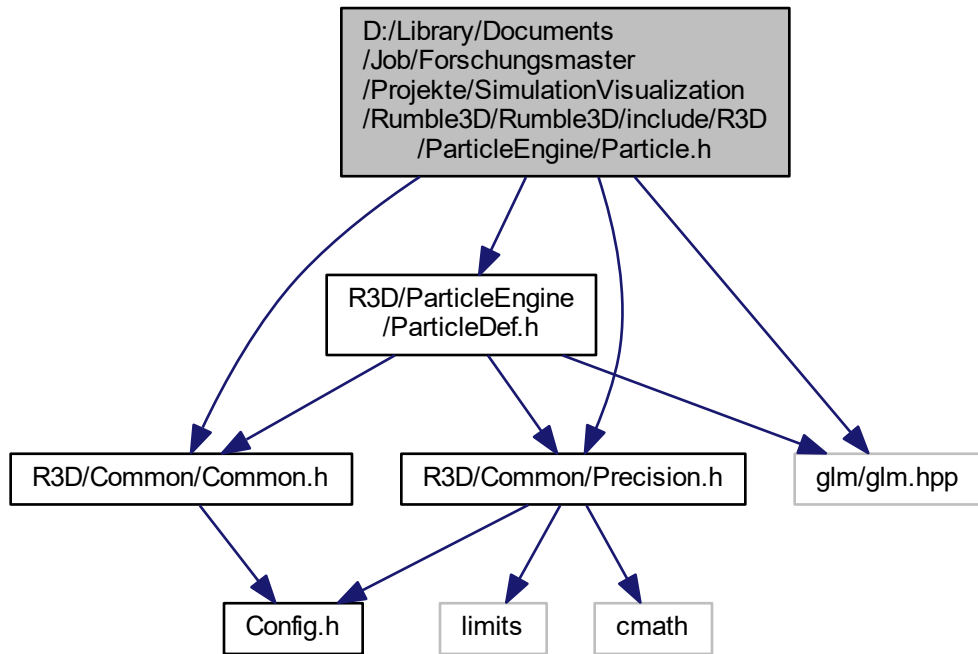 D:/Library/Documents
/Job/Forschungsmaster
/Projekte/SimulationVisualization
/Rumble3D/Rumble3D/include/R3D
/ParticleEngine/Particle.h
R3D/ParticleEngine
/ParticleDef.h
R3D/Common/Common.h
R3D/Common/Precision.h
glm/glm.hpp
Config.h
limits
cmath